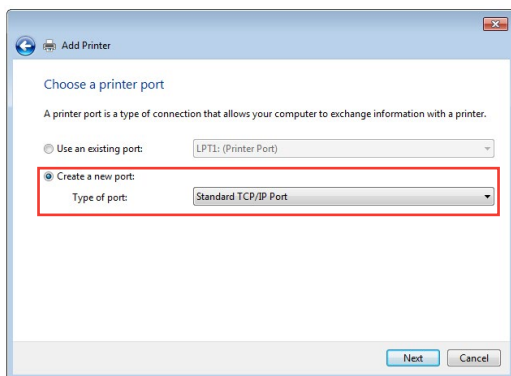 Add Printer
Choose a printer port
A printer port is a type of connection that allows your computer to exchange information with a printer.
Use an existing port: LPT1: (Printer Port)
Create a new port:
Type of port: Standard TCP/IP Port
Next Cancel